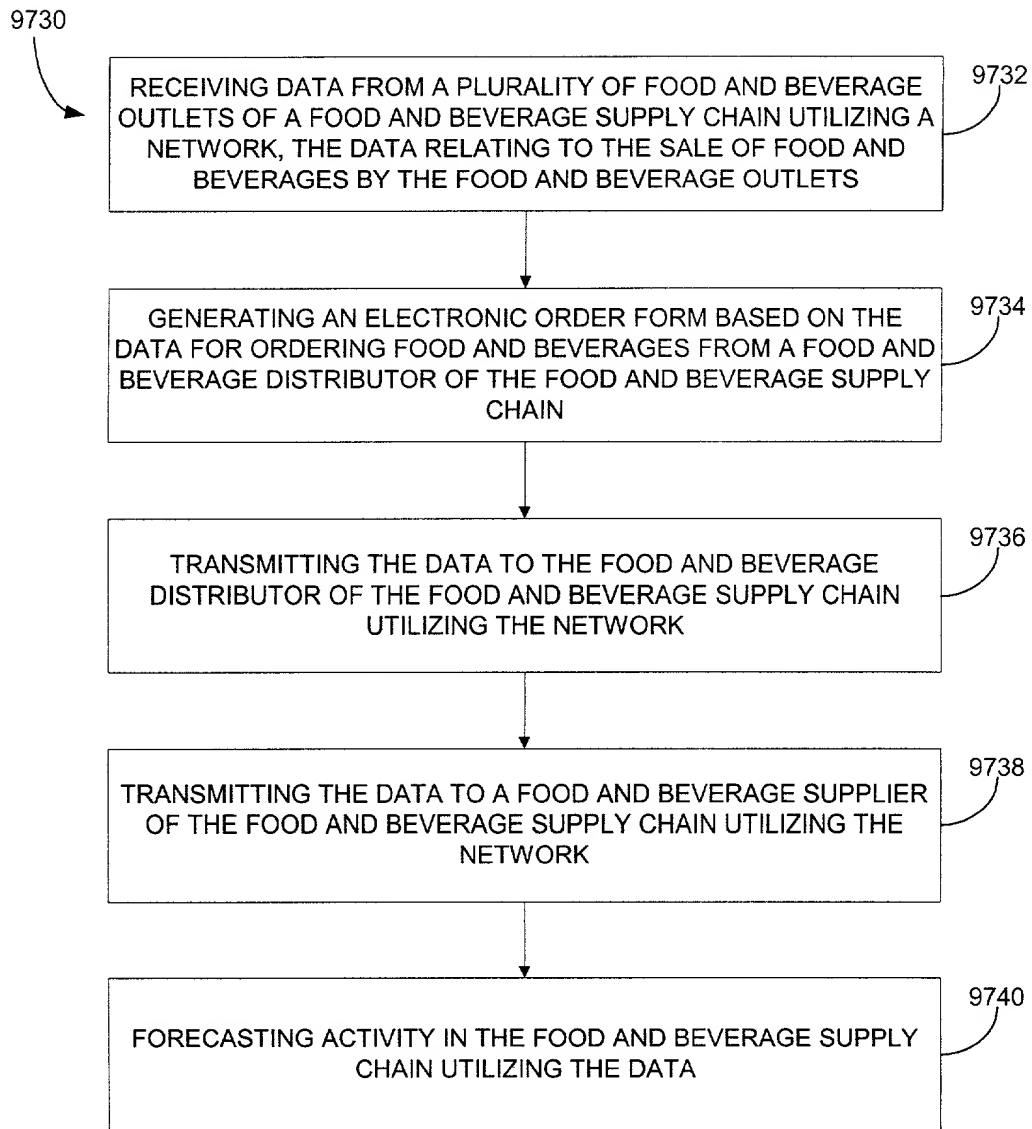 9730
RECEIVING DATA FROM A PLURALITY OF FOOD AND BEVERAGE
OUTLETS OF A FOOD AND BEVERAGE SUPPLY CHAIN UTILIZING A
NETWORK, THE DATA RELATING TO THE SALE OF FOOD AND
BEVERAGES BY THE FOOD AND BEVERAGE OUTLETS
9732
GENERATING AN ELECTRONIC ORDER FORM BASED ON THE
DATA FOR ORDERING FOOD AND BEVERAGES FROM A FOOD AND
BEVERAGE DISTRIBUTOR OF THE FOOD AND BEVERAGE SUPPLY
CHAIN
9734
TRANSMITTING THE DATA TO THE FOOD AND BEVERAGE
DISTRIBUTOR OF THE FOOD AND BEVERAGE SUPPLY CHAIN
UTILIZING THE NETWORK
9736
TRANSMITTING THE DATA TO A FOOD AND BEVERAGE SUPPLIER
OF THE FOOD AND BEVERAGE SUPPLY CHAIN UTILIZING THE
NETWORK
9738
FORECASTING ACTIVITY IN THE FOOD AND BEVERAGE SUPPLY
CHAIN UTILIZING THE DATA
9740